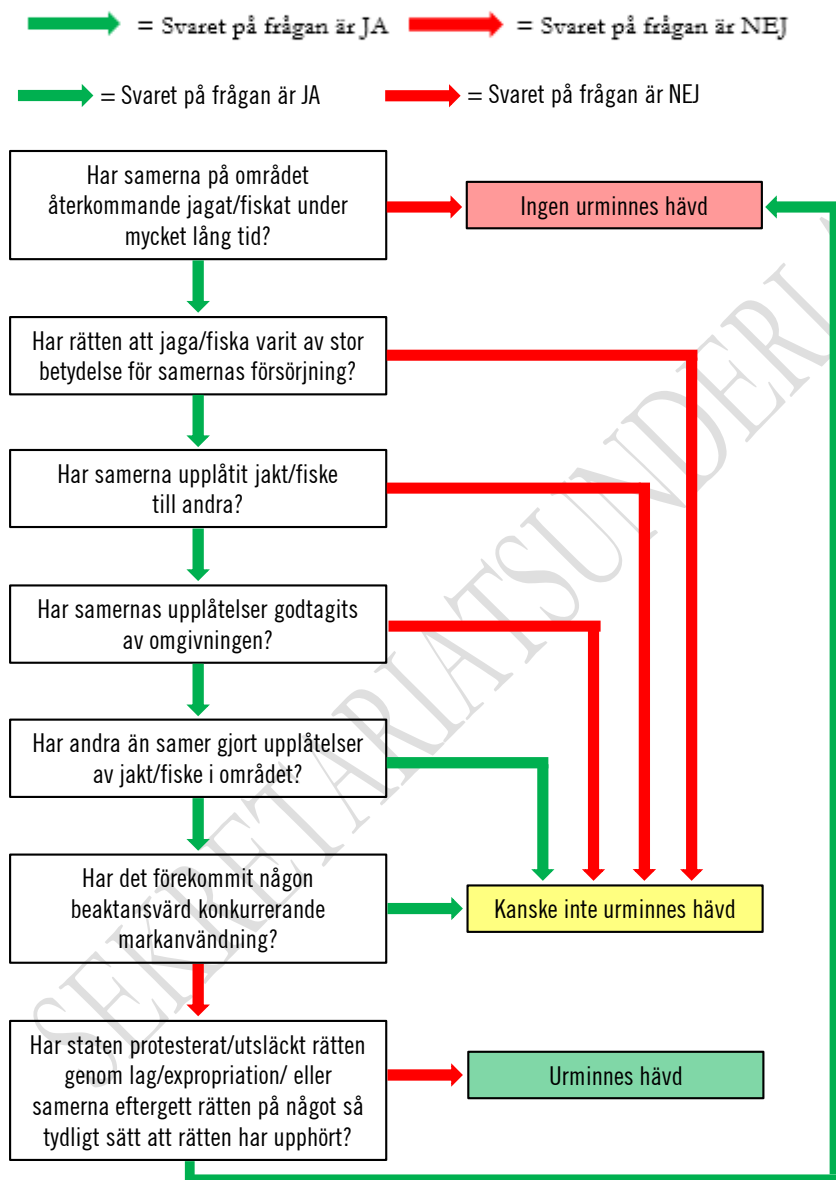 = Svaret på frågan är JA = Svaret på frågan är NEJ
= Svaret på frågan är JA = Svaret på frågan är NEJ
Har samerna på området
återkommande jagat/fiskat under
mycket lång tid?
Ingen urminnes hävd
Har rätten att jaga/fiska varit av stor
betydelse för samernas försörjning?
Har samerna upplåtit jakt/fiske
till andra?
Har samernas upplåtelser godtagits
av omgivningen?
Har andra än samer gjort upplåtelser
av jakt/fiske i området?
Har det förekommit någon
beaktansvärd konkurrerande
markanvändning?
Kanske inte urminnes hävd
Har staten protesterat/utsläckt rätten
genom lag/expropriation/ eller
samerna eftergett rätten på något så
tydligt sätt att rätten har upphört?
Urminnes hävd
SEKRETARIATSUNDERL